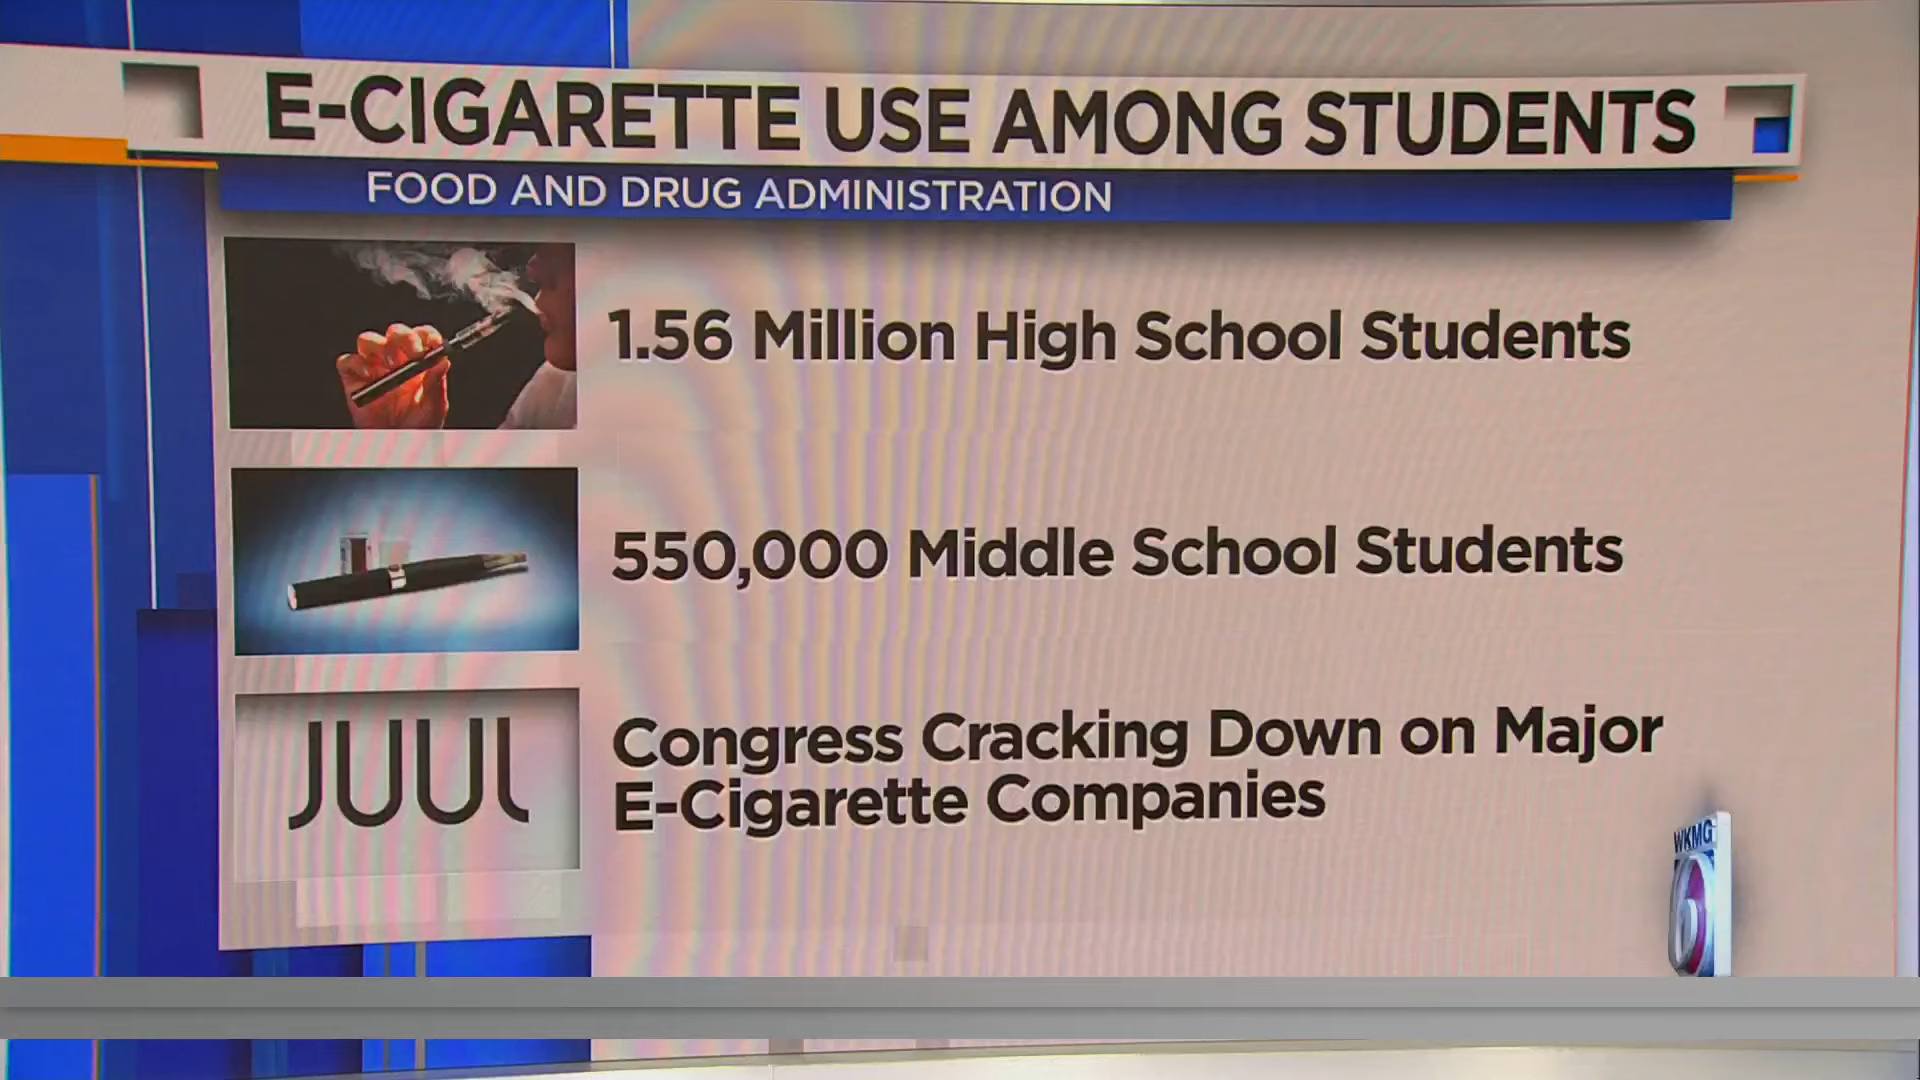 E-CIGARETTE USE AMONG STUDENTS
FOOD AND DRUG ADMINISTRATION
1.56 Million High School Students
550,000 Middle School Students
JUUL
Congress Cracking Down on Major
E-Cigarette Companies
WKMG
6